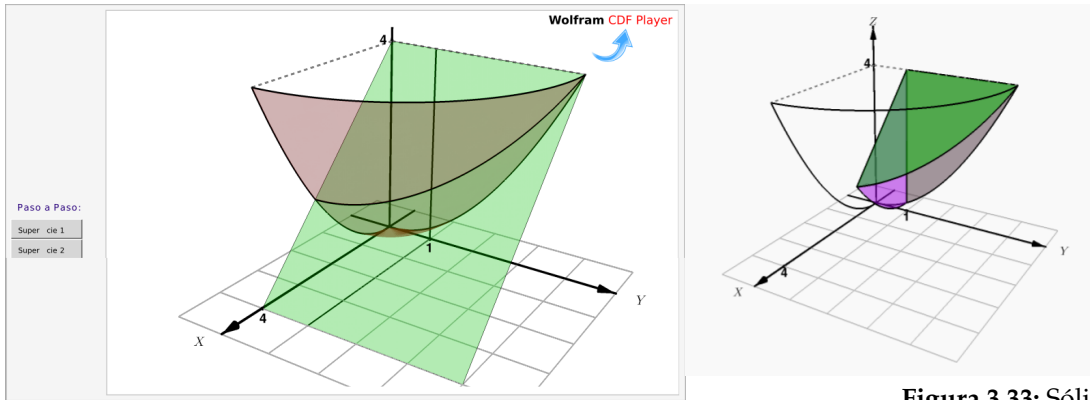 Wolfram CDF Player
4
Paso a Paso:
Super cie 1
Super cie 2
1
4
X
Y
Z
4
1
4
X
Y
Figura 3.33: Sóli